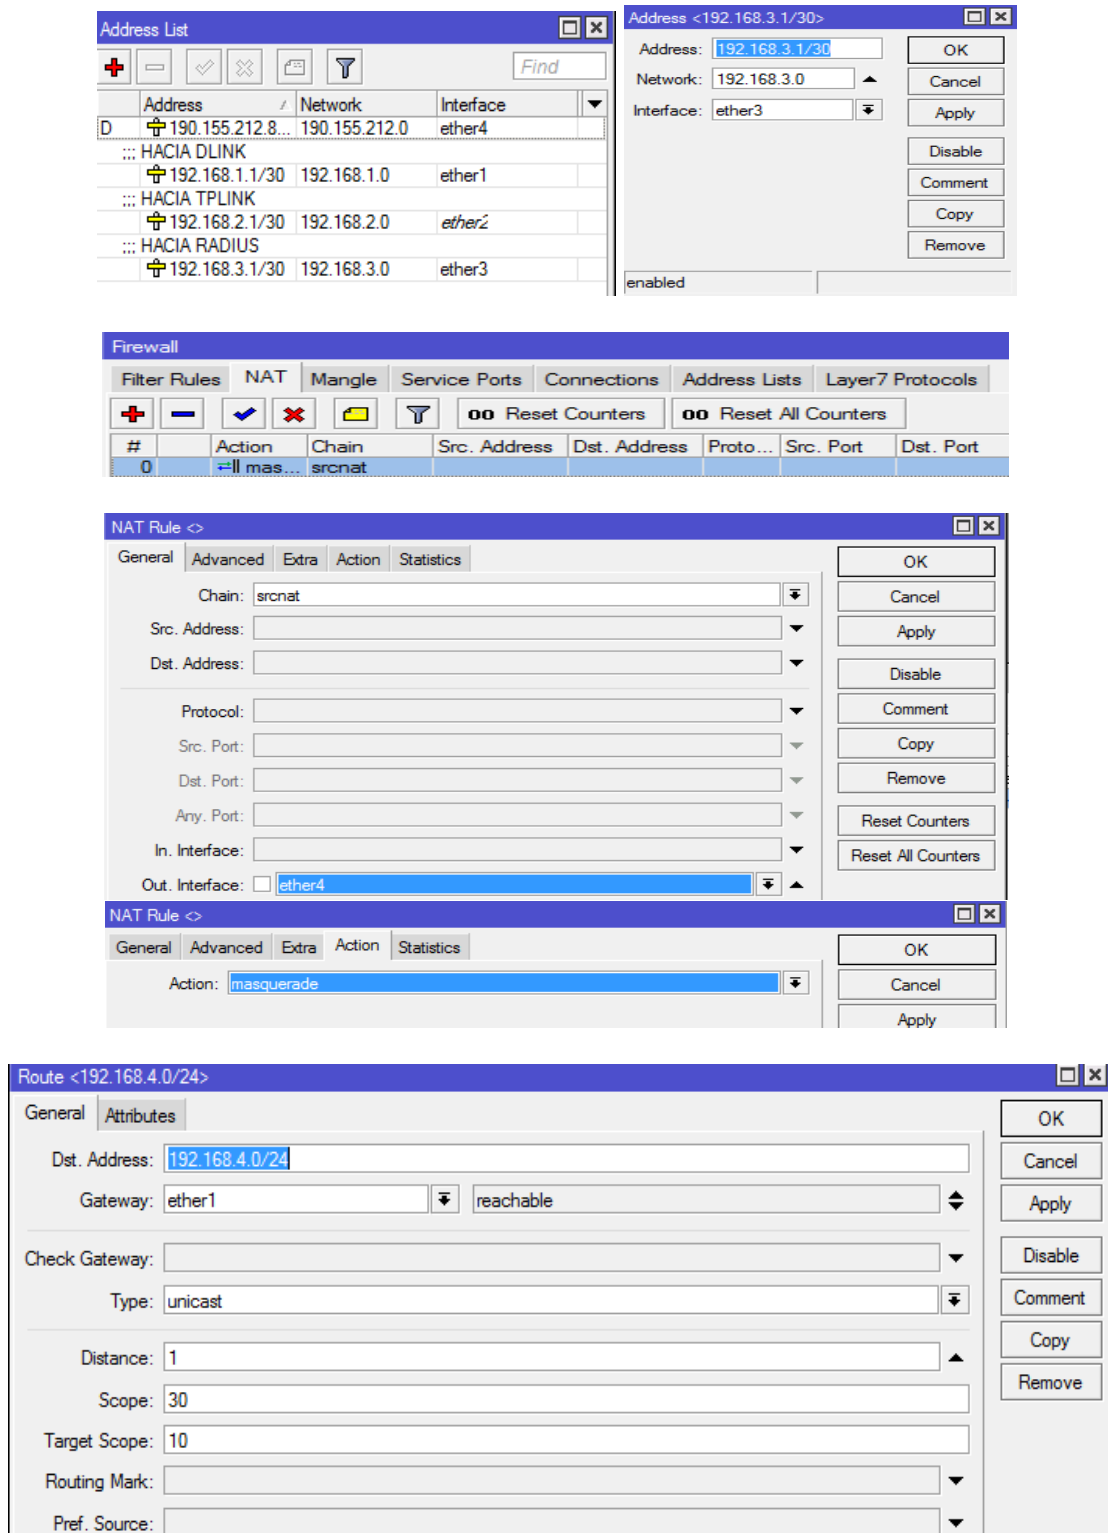 Address List
Find
Address Network Interface
D 190.155.212.8... 190.155.212.0 ether4
;;; HACIA DLINK
192.168.1.1/30 192.168.1.0 ether1
;;; HACIA TPLINK
192.168.2.1/30 192.168.2.0 ether2
;;; HACIA RADIUS
192.168.3.1/30 192.168.3.0 ether3
Address <192.168.3.1/30>
Address: 192.168.3.1/30 OK
Network: 192.168.3.0 Cancel
Interface: ether3 Apply
Disable
Comment
Copy
Remove
enabled
Firewall
Filter Rules NAT Mangle Service Ports Connections Address Lists Layer7 Protocols
oo Reset Counters oo Reset All Counters
# Action Chain Src. Address Dst. Address Proto... Src. Port Dst. Port
0 mas... srcnat
NAT Rule <>
General Advanced Extra Action Statistics OK
Chain: srcnat Cancel
Src. Address: Apply
Dst. Address: Disable
Protocol: Comment
Src. Port: Copy
Dst. Port: Remove
Any. Port: Reset Counters
In. Interface: Reset All Counters
Out. Interface: ether4
NAT Rule <>
General Advanced Extra Action Statistics OK
Action: masquerade Cancel
Apply
Route <192.168.4.0/24>
General Attributes OK
Dst. Address: 192.168.4.0/24 Cancel
Gateway: ether1 reachable Apply
Check Gateway: Disable
Type: unicast Comment
Distance: 1 Copy
Scope: 30 Remove
Target Scope: 10
Routing Mark:
Pref. Source: